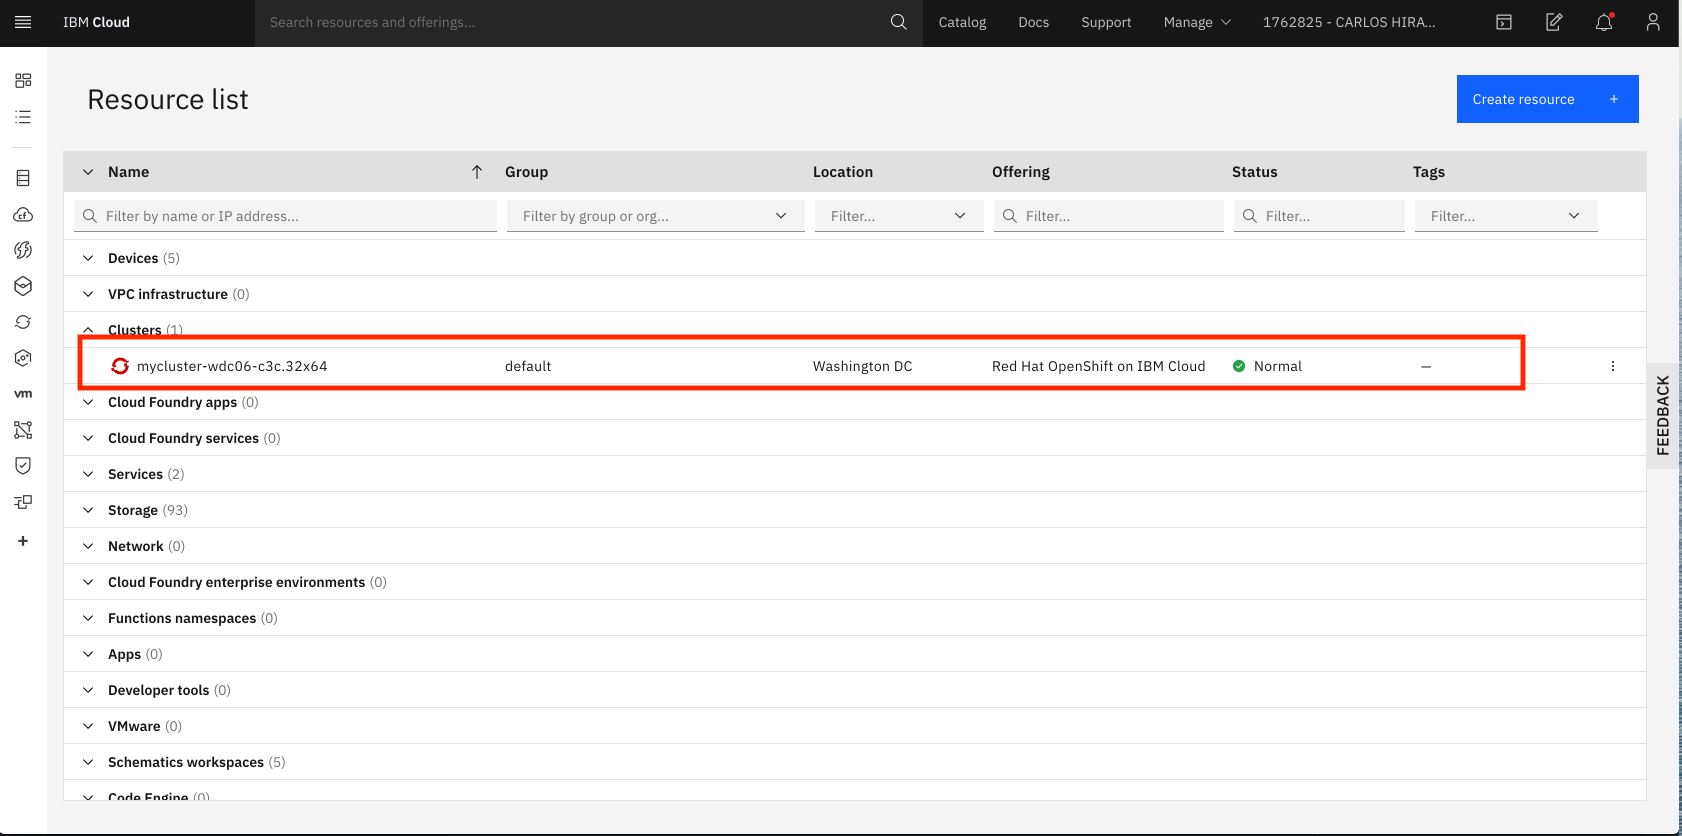 IBM Cloud
Search resources and offerings...
Catalog
Docs
Support
Manage
1762825 - CARLOS HIRA...
Resource list
Create resource +
Name
Group
Location
Offering
Status
Tags
Filter by name or IP address...
Filter by group or org...
Filter...
Filter...
Filter...
Filter...
Devices (5)
VPC infrastructure (0)
Clusters (1)
mycluster-wdc06-c3c.32x64
default
Washington DC
Red Hat OpenShift on IBM Cloud
Normal
–
Cloud Foundry apps (0)
Cloud Foundry services (0)
Services (2)
Storage (93)
Network (0)
Cloud Foundry enterprise environments (0)
Functions namespaces (0)
Apps (0)
Developer tools (0)
VMware (0)
Schematics workspaces (5)
Code Engine (0)
cf
vm
FEEDBACK